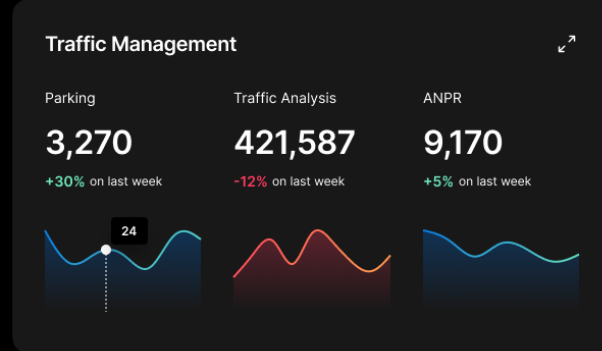 Traffic Management
Parking
3,270
+30% on last week
24
Traffic Analysis
421,587
-12% on last week
ANPR
9,170
+5% on last week